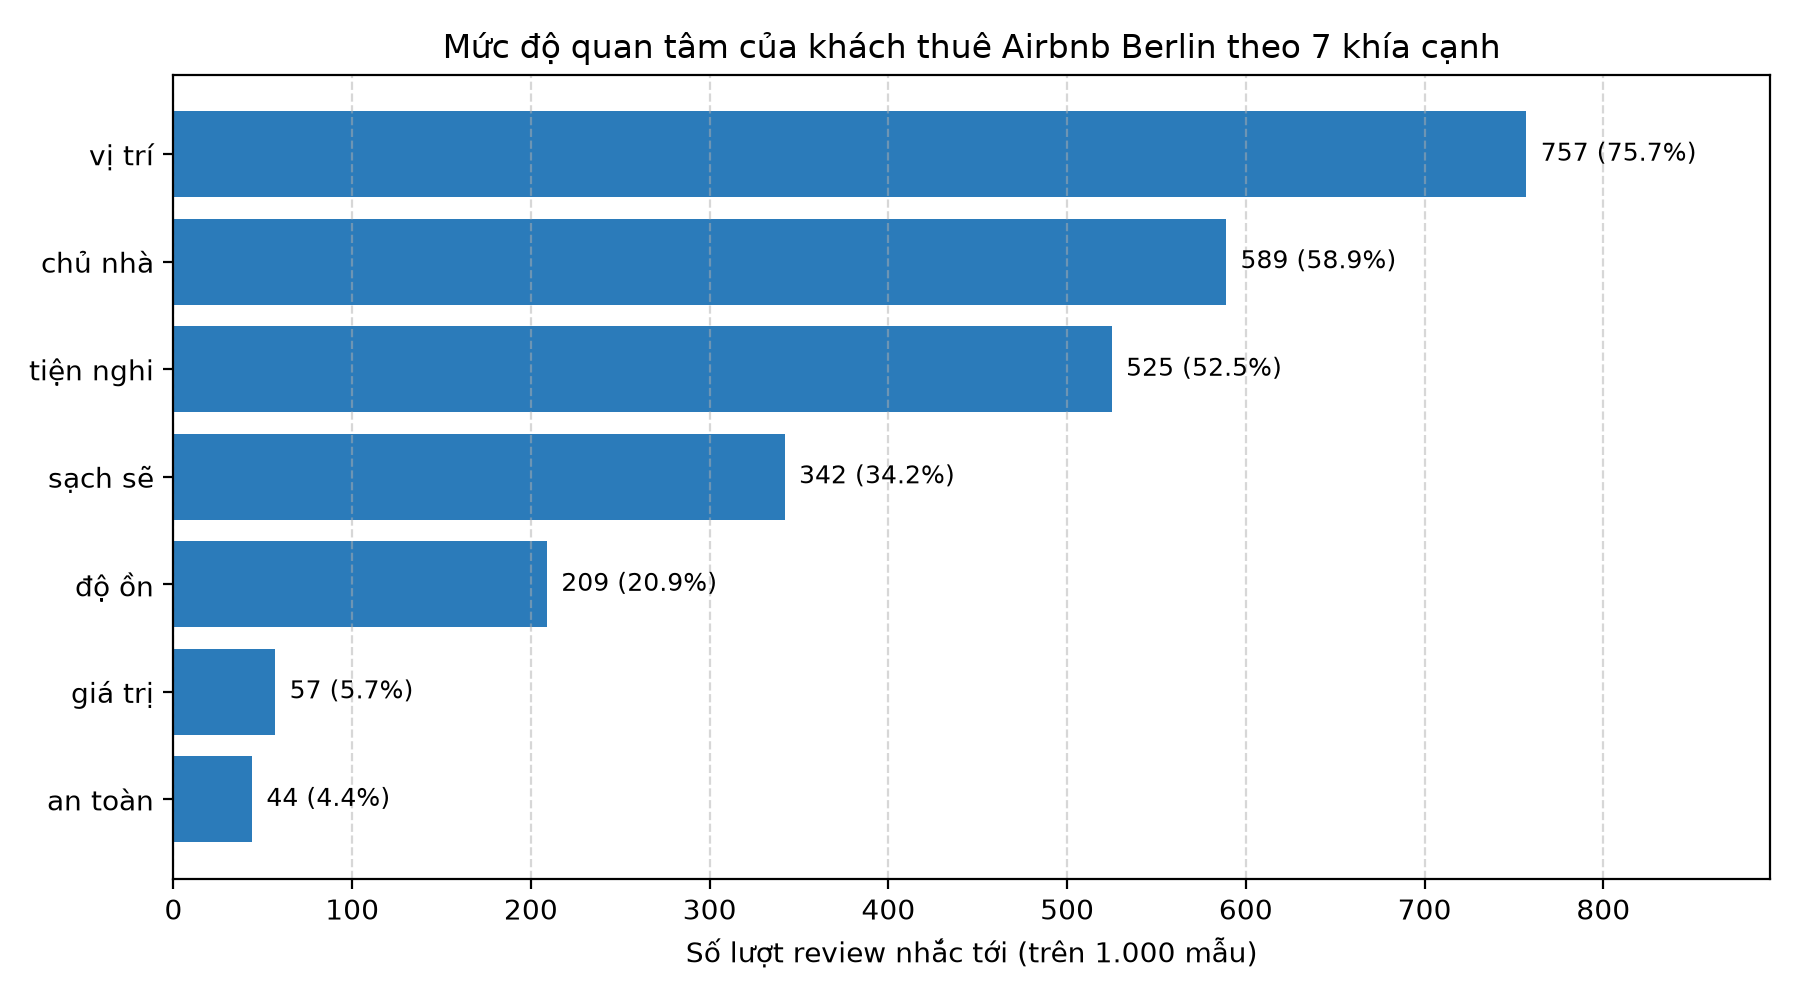 Mức độ quan tâm của khách thuê Airbnb Berlin theo 7 khía cạnh
vị trí
757 (75.7%)
chủ nhà
589 (58.9%)
tiện nghi
525 (52.5%)
sạch sẽ
342 (34.2%)
độ ồn
209 (20.9%)
giá trị
57 (5.7%)
an toàn
44 (4.4%)
0 100 200 300 400 500 600 700 800
Số lượt review nhắc tới (trên 1.000 mẫu)